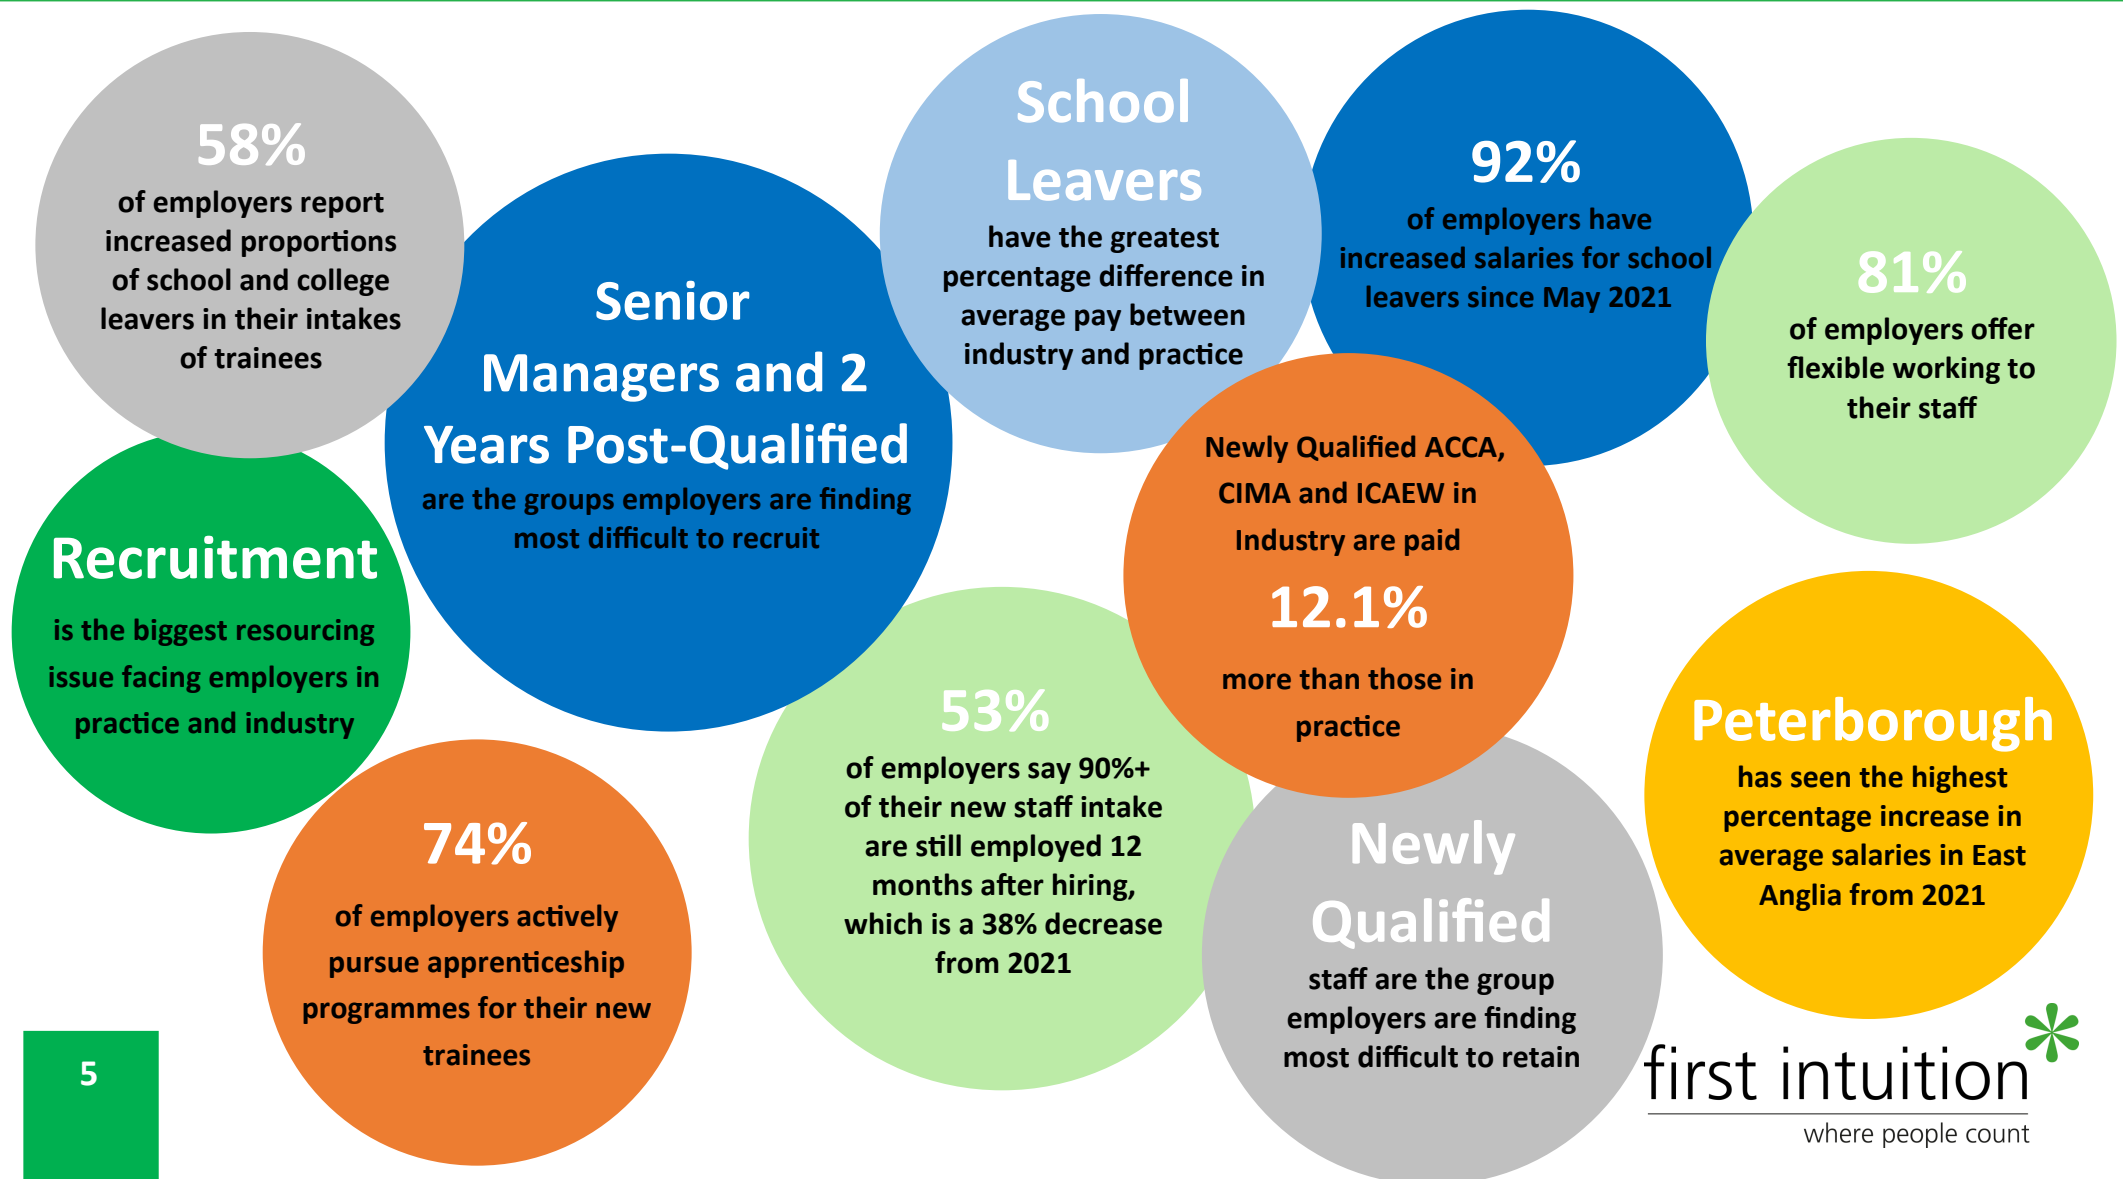 58%
of employers report
increased proportions
of school and college
leavers in their intakes
of trainees
Senior
Managers and 2
Years Post-Qualified
are the groups employers are finding
most difficult to recruit
School
Leavers
have the greatest
percentage difference in
average pay between
industry and practice
92%
of employers have
increased salaries for school
leavers since May 2021
81%
of employers offer
flexible working to
their staff
Recruitment
is the biggest resourcing
issue facing employers in
practice and industry
74%
of employers actively
pursue apprenticeship
programmes for their new
trainees
53%
of employers say 90%+
of their new staff intake
are still employed 12
months after hiring,
which is a 38% decrease
from 2021
Newly Qualified ACCA,
CIMA and ICAEW in
Industry are paid
12.1%
more than those in
practice
Newly
Qualified
staff are the group
employers are finding
most difficult to retain
Peterborough
has seen the highest
percentage increase in
average salaries in East
Anglia from 2021
5
first intuition
where people count